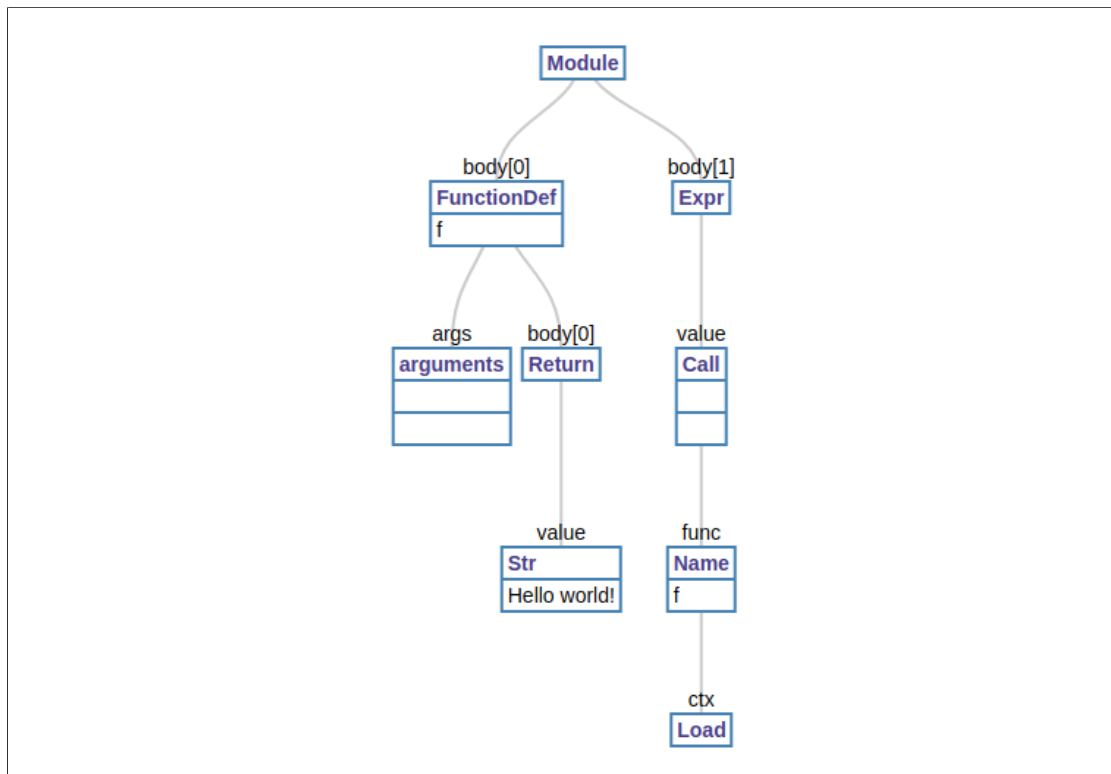 Module
body[0] body[1]
FunctionDef Expr
f
args body[0] value
arguments Return Call
value func
Str Name
Hello world! f
ctx
Load